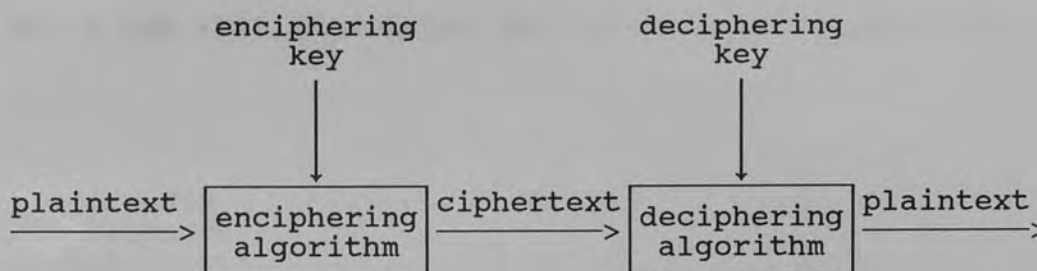 enciphering
key
deciphering
key
plaintext
enciphering
algorithm
ciphertext
deciphering
algorithm
plaintext